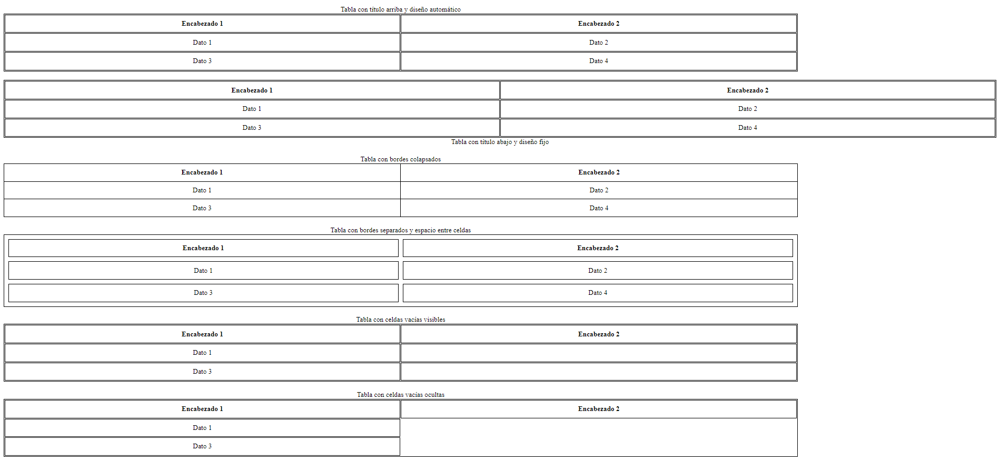 Tabla con título arriba y diseño automático
Encabezado 1 Encabezado 2
Dato 1 Dato 2
Dato 3 Dato 4
Encabezado 1 Encabezado 2
Dato 1 Dato 2
Dato 3 Dato 4
Tabla con título abajo y diseño fijo
Tabla con bordes colapsados
Encabezado 1 Encabezado 2
Dato 1 Dato 2
Dato 3 Dato 4
Tabla con bordes separados y espacio entre celdas
Encabezado 1 Encabezado 2
Dato 1 Dato 2
Dato 3 Dato 4
Tabla con celdas vacías visibles
Encabezado 1 Encabezado 2
Dato 1
Dato 3
Tabla con celdas vacías ocultas
Encabezado 1 Encabezado 2
Dato 1
Dato 3